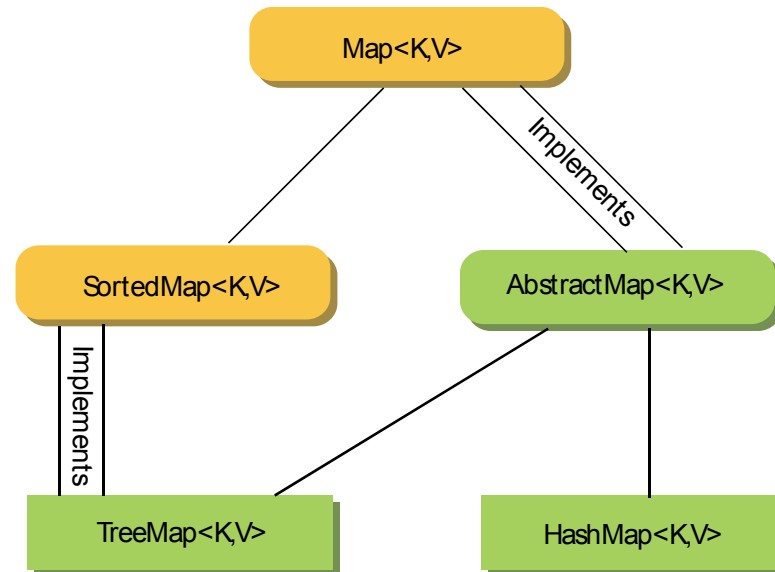 Map<K,V>
Implements
SortedMap<K,V>
AbstractMap<K,V>
Implements
TreeMap<K,V>
HashMap<K,V>